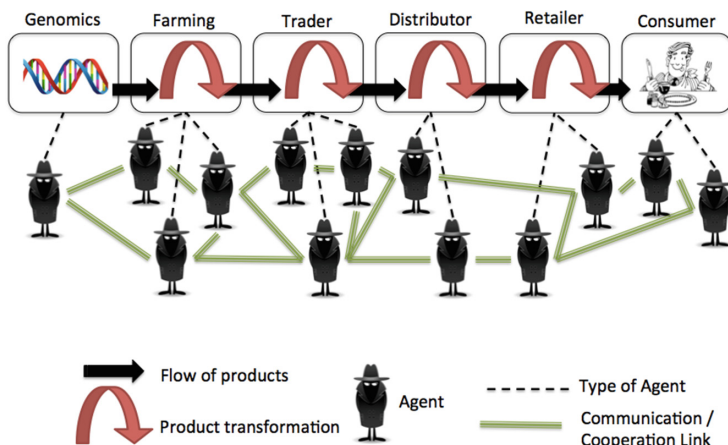 Genomics Farming Trader Distributor Retailer Consumer
Flow of products
Product transformation
Agent
Type of Agent
Communication /
Cooperation Link